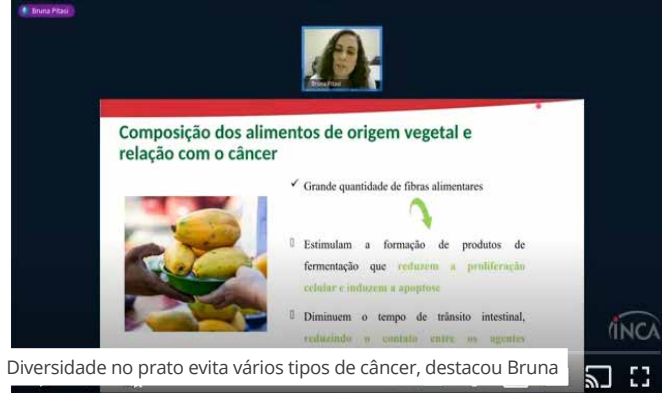 Bruna Pitasi
Bruna Pitasi
Composição dos alimentos de origem vegetal e
relação com o câncer
✓ Grande quantidade de fibras alimentares
Estimulam a formação de produtos de
fermentação que reduzem a proliferação
celular e induzem a apoptose
Diminuem o tempo de trânsito intestinal,
reduzindo o contato entre os agentes
INCA
Diversidade no prato evita vários tipos de câncer, destacou Bruna